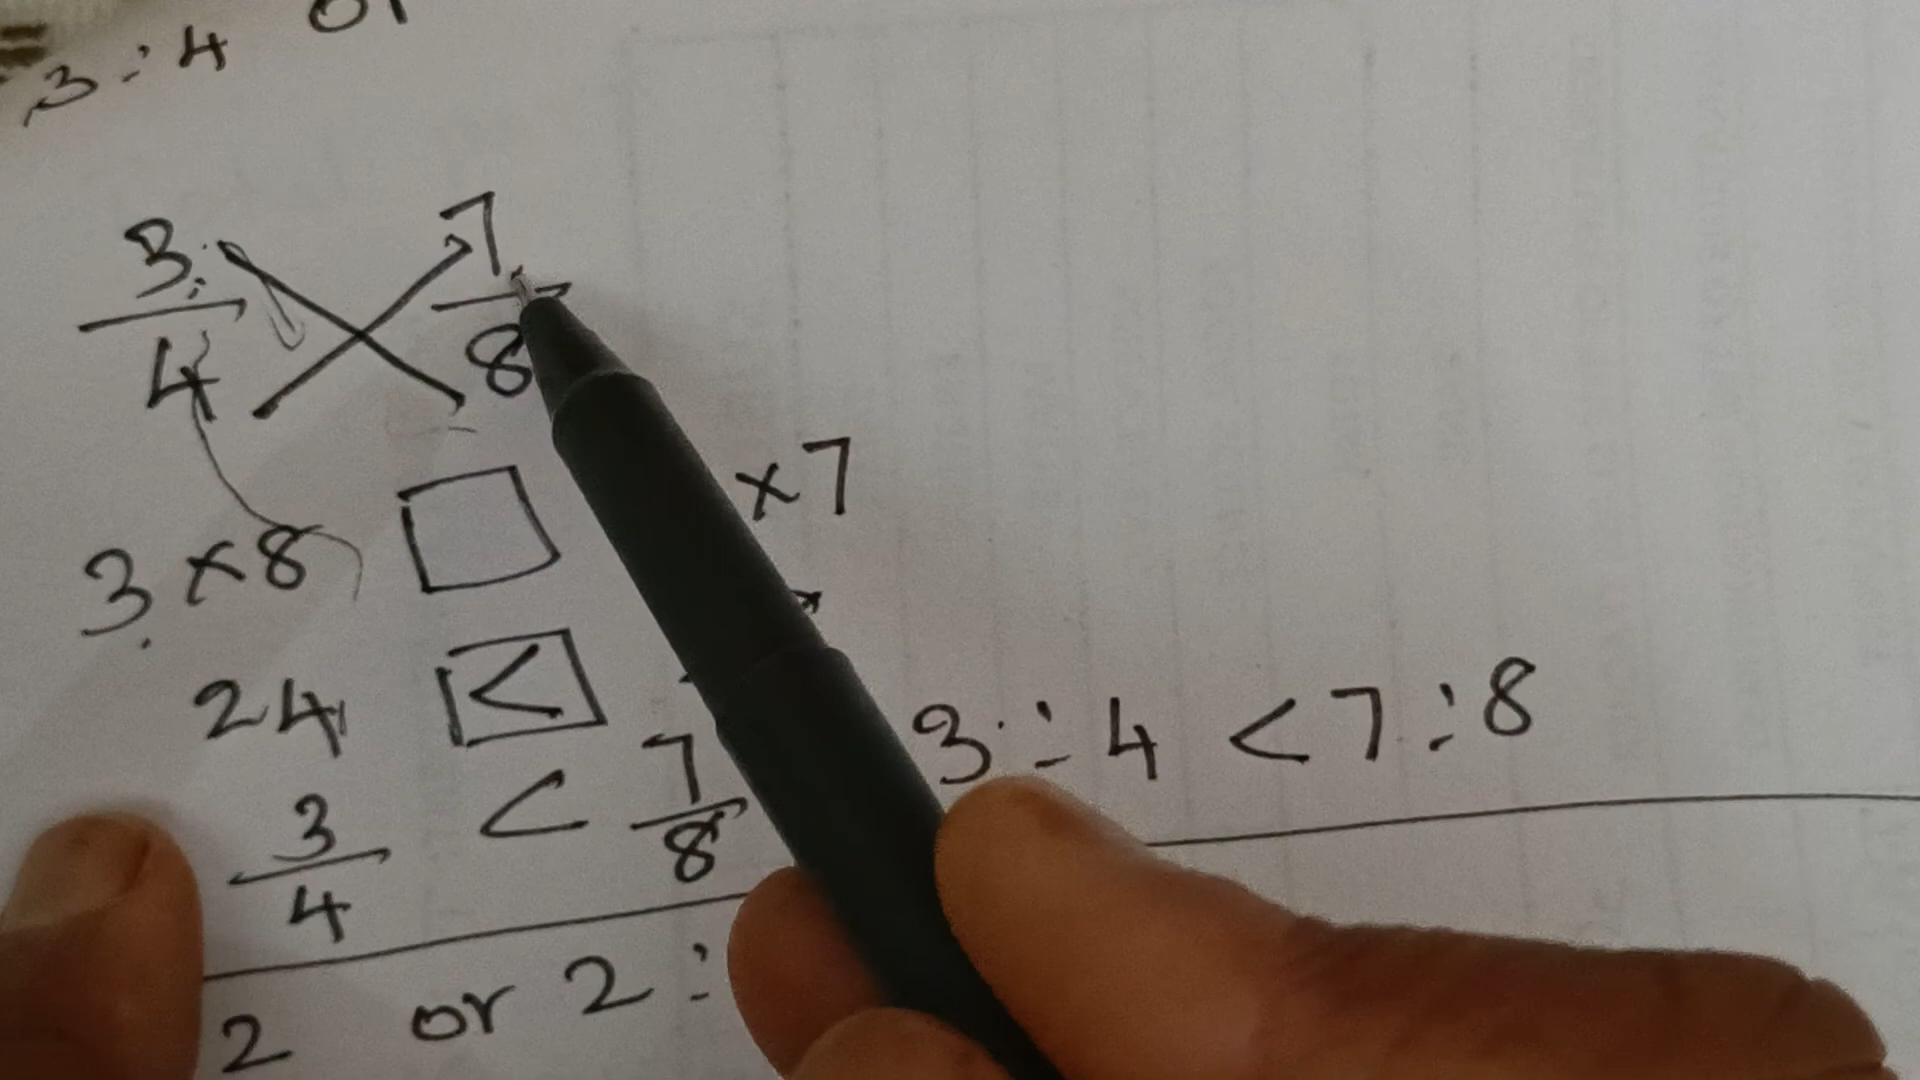 3 : 4 or
3/4 7/8
3 × 8 □ × 7
24 <
3/4 < 7/8 3 : 4 < 7 : 8
2 or 2 :